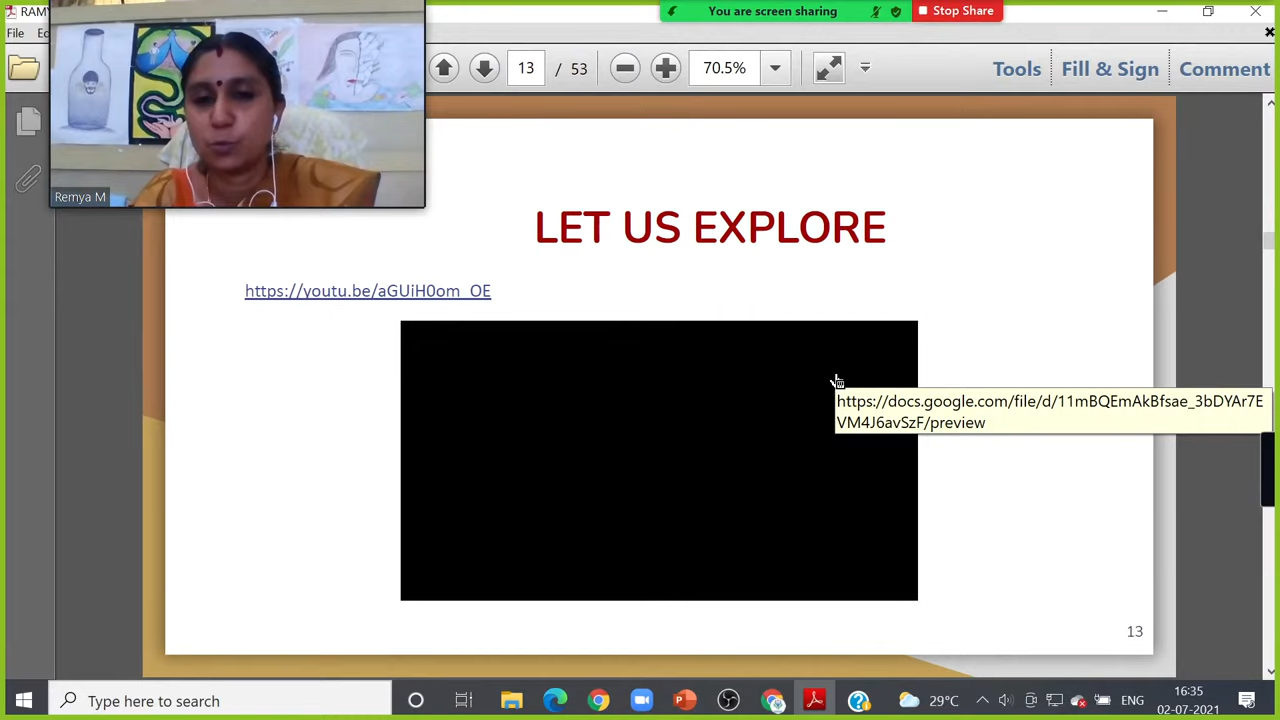 RAMY
You are screen sharing
Stop Share
File
13 / 53
70.5%
Tools
Fill & Sign
Comment
Remya M
LET US EXPLORE
https://youtu.be/aGUiH0om_OE
https://docs.google.com/file/d/11mBQEmAkBfsae_3bDYAr7E
VM4J6avSzF/preview
13
Type here to search
29°C
ENG
16:35
02-07-2021